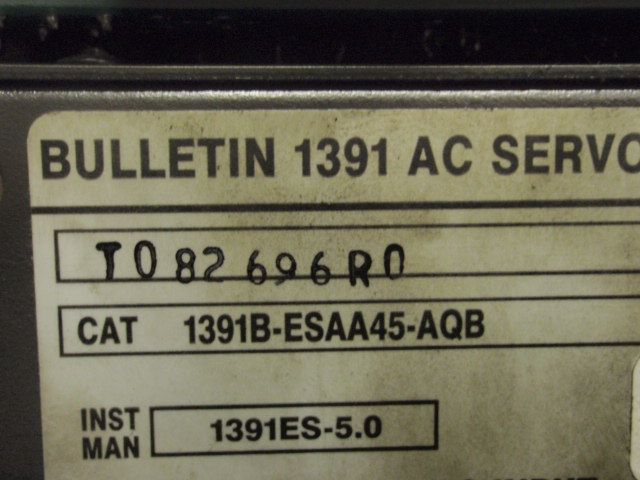 BULLETIN 1391 AC SERVO
T082696R0
CAT 1391B-ESAA45-AQB
INST MAN 1391ES-5.0